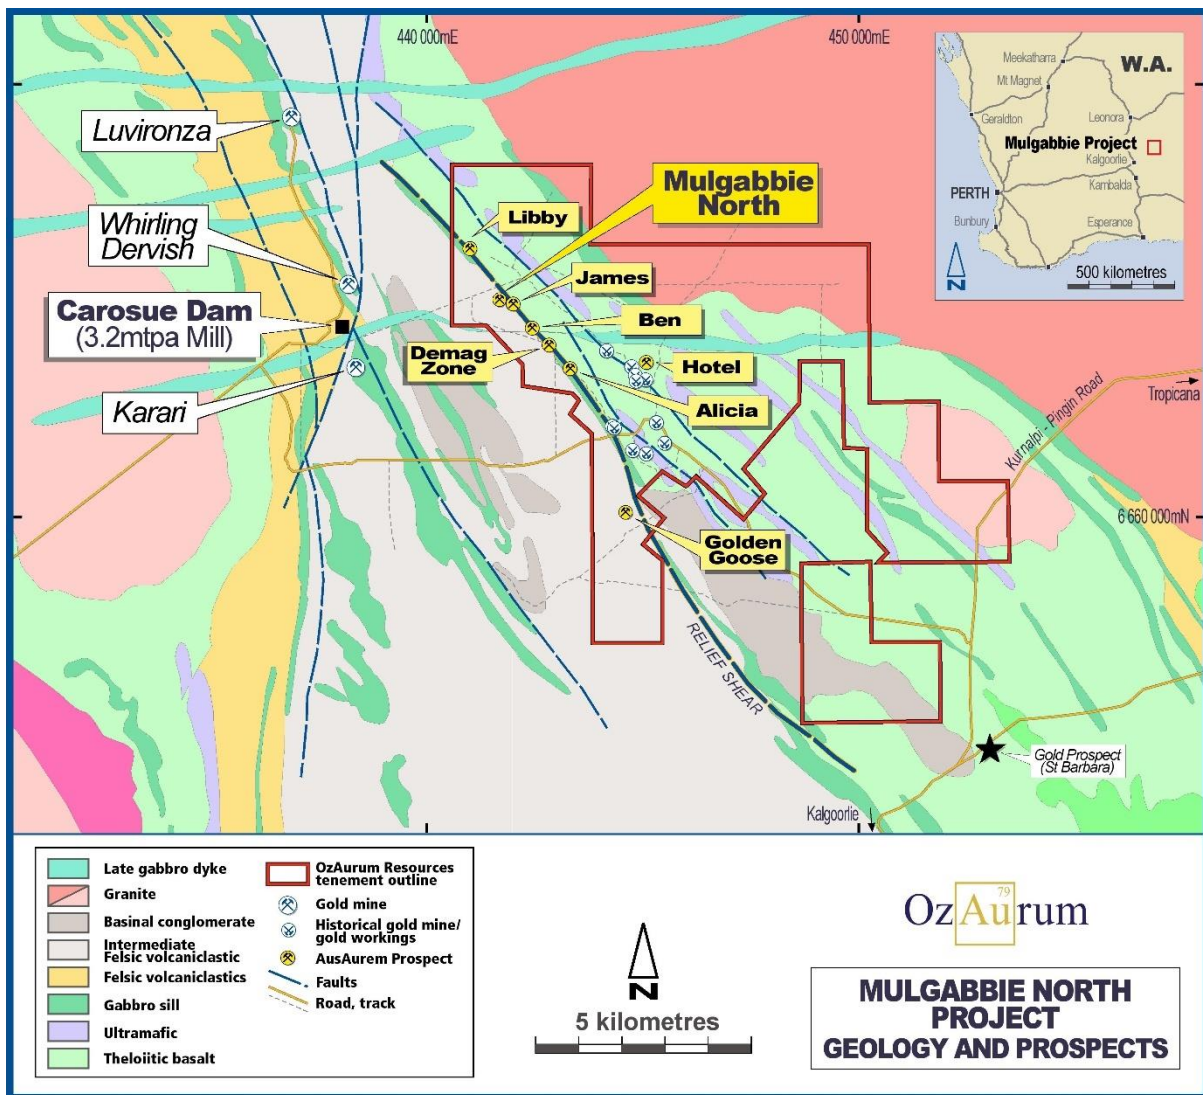 440 000mE
450 000mE
Luvironza
Whirling
Dervish
Carosue Dam
(3.2mtpa Mill)
Karari
Libby
Mulgabbie
North
James
Ben
Demag
Zone
Hotel
Alicia
Golden
Goose
RELIEF SHEAR
Kurnalpi - Pingin Road
Tropicana
6 660 000mN
Gold Prospect
(St Barbara)
Kalgoorlie
Meekatharra
W.A.
Mt Magnet
Geraldton
Leonora
Mulgabbie Project
Kalgoorlie
PERTH
Kambalda
Bunbury
Esperance
N
500 kilometres
Late gabbro dyke
Granite
Basinal conglomerate
Intermediate
Felsic volcaniclastic
Felsic volcaniclastics
Gabbro sill
Ultramafic
Theloiitic basalt
OzAurum Resources
tenement outline
Gold mine
Historical gold mine/
gold workings
AusAurem Prospect
Faults
Road, track
N
5 kilometres
79
OzAurum
MULGABBIE NORTH
PROJECT
GEOLOGY AND PROSPECTS